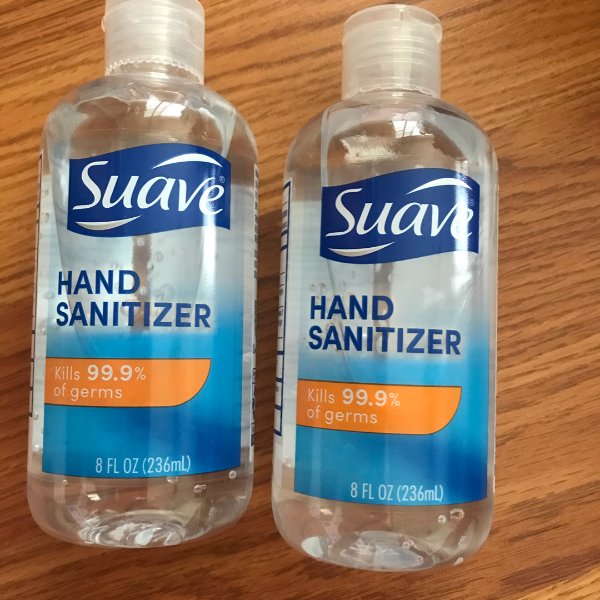 Suave®
HAND
SANITIZER
Kills 99.9%
of germs
8 FL OZ (236mL)
Suave
HAND
SANITIZER
Kills 99.9%
of germs
8 FL OZ (236mL)